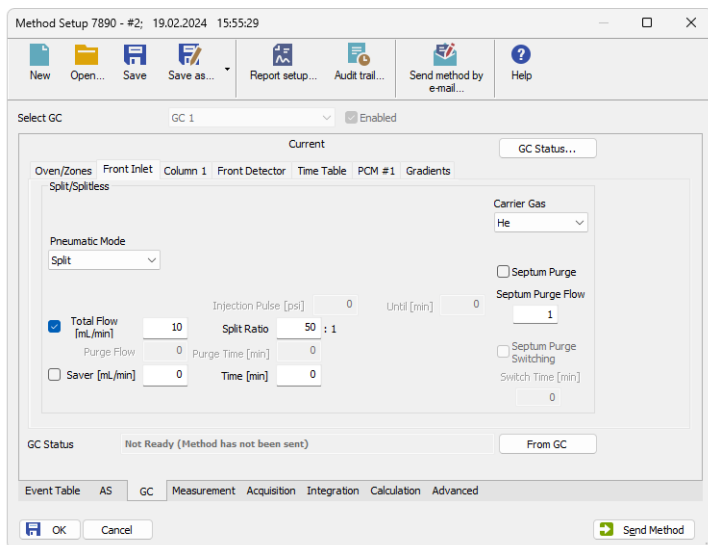 Method Setup 7890 - #2; 19.02.2024 15:55:29
New Open... Save Save as... Report setup... Audit trail... Send method by e-mail... Help
Select GC GC 1 Enabled
Current GC Status...
Oven/Zones Front Inlet Column 1 Front Detector Time Table PCM #1 Gradients
Split/Splitless
Carrier Gas
He
Pneumatic Mode
Split
Septum Purge
Septum Purge Flow
1
Injection Pulse [psi] 0 Until [min] 0
Total Flow [mL/min] 10 Split Ratio 50 : 1
Purge Flow 0 Purge Time [min] 0
Septum Purge Switching
Saver [mL/min] 0 Time [min] 0
Switch Time [min]
0
GC Status Not Ready (Method has not been sent) From GC
Event Table AS GC Measurement Acquisition Integration Calculation Advanced
OK Cancel Send Method